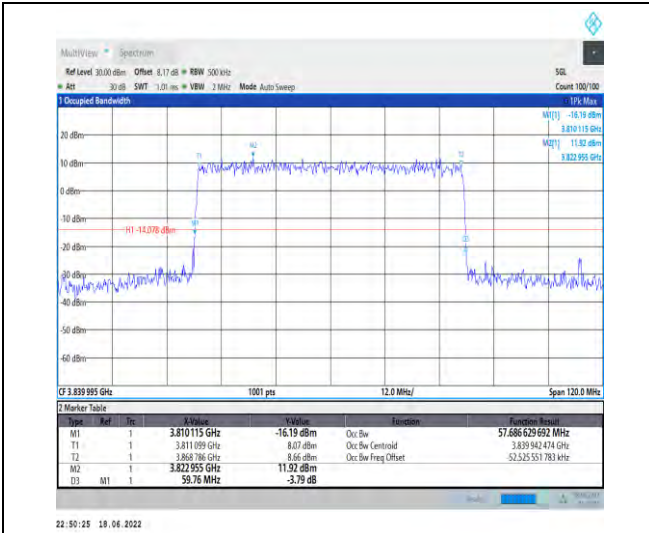 MultiView Spectrum
Ref Level 30.00 dBm Offset 8.17 dB RBW 500 kHz SGL
Att 30 dB SWT 1.01 ms VBW 2 MHz Mode Auto Sweep Count 100/100
1 Occupied Bandwidth 1Pk Max
M1[1] -16.19 dBm
3.810 115 GHz
20 dBm
M2[1] 11.92 dBm
3.822 955 GHz
M2
T1
T2
10 dBm
0 dBm
-10 dBm
M1
H1 -14.078 dBm
D3
-20 dBm
-30 dBm
-40 dBm
-50 dBm
-60 dBm
CF 3.839 995 GHz 1001 pts 12.0 MHz/ Span 120.0 MHz
2 Marker Table
Type Ref Trc X-Value Y-Value Function Function Result
M1 1 3.810 115 GHz -16.19 dBm Occ Bw 57.686 629 692 MHz
T1 1 3.811 099 GHz 8.07 dBm Occ Bw Centroid 3.839 942 474 GHz
T2 1 3.868 786 GHz 8.66 dBm Occ Bw Freq Offset -52.525 551 783 kHz
M2 1 3.822 955 GHz 11.92 dBm
D3 M1 1 59.76 MHz -3.79 dB
22:50:25 18.06.2022